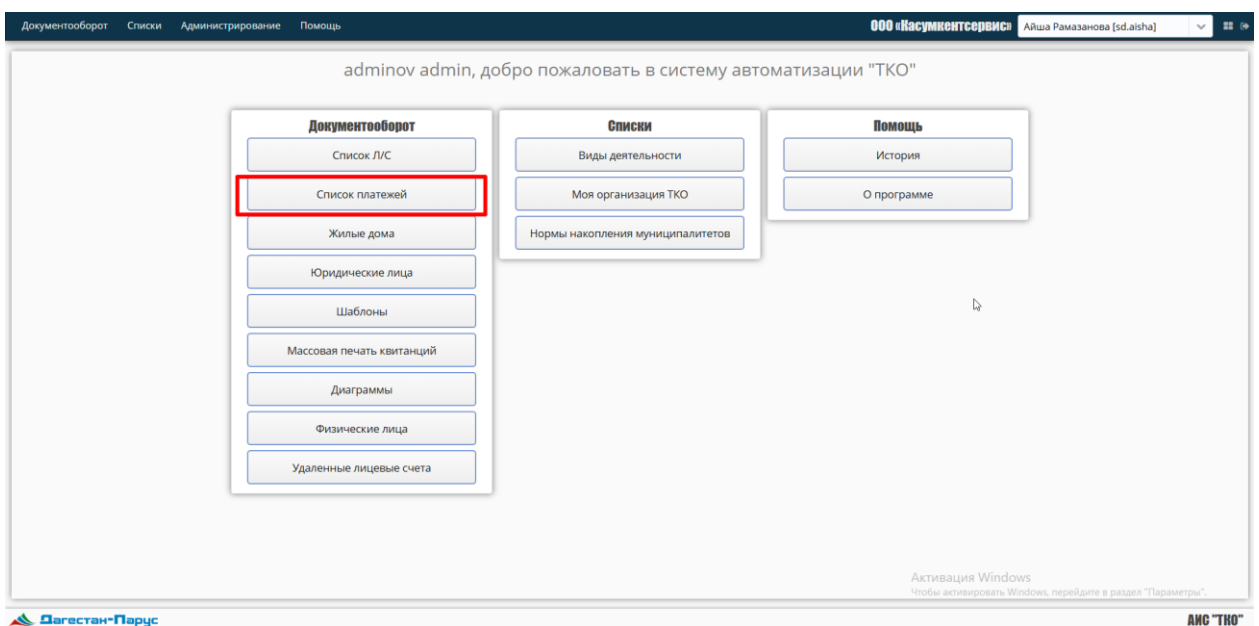 Документооборот Списки Администрирование Помощь ООО «Касумкентсервис» Айша Рамазанова [sd.aisha]
adminov admin, добро пожаловать в систему автоматизации "ТКО"
Документооборот
Список Л/С
Список платежей
Жилые дома
Юридические лица
Шаблоны
Массовая печать квитанций
Диаграммы
Физические лица
Удаленные лицевые счета
Списки
Виды деятельности
Моя организация ТКО
Нормы накопления муниципалитетов
Помощь
История
О программе
Активация Windows
Чтобы активировать Windows, перейдите в раздел "Параметры".
Дагестан-Парус АИС "ТКО"